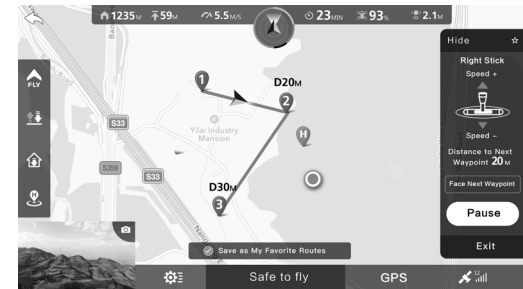 1235M 59M 5.5M/S 23MIN 93% 2.1M
Hide
Right Stick
Speed +
Speed –
Distance to Next
Waypoint 20M
Face Next Waypoint
Pause
Exit
FLY
H
1
D20M
2
H
Yilai Industry
Mansion
S33
S359
S33
D30M
3
Save as My Favorite Routes
Safe to fly
GPS
12